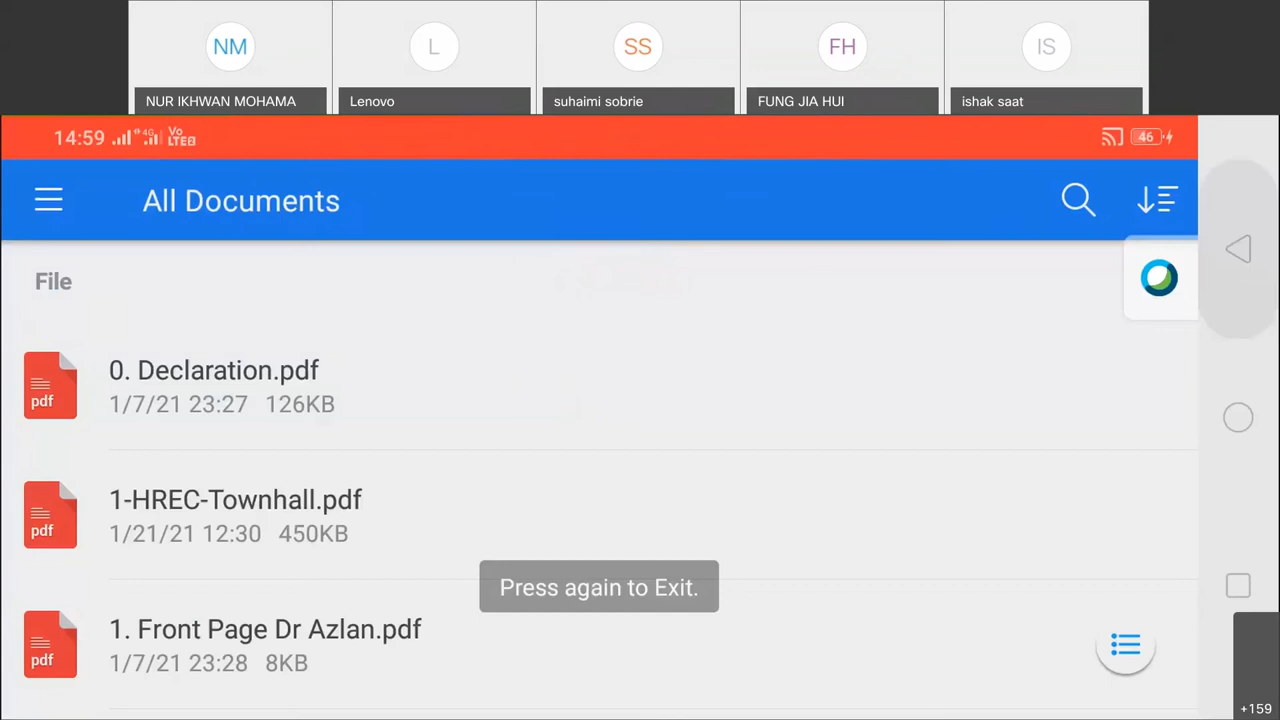 NM
L
SS
FH
IS
NUR IKHWAN MOHAMA
Lenovo
suhaimi sobrie
FUNG JIA HUI
ishak saat
14:59 4G Vo LTE2 46
All Documents
File
0. Declaration.pdf
pdf
1/7/21 23:27 126KB
1-HREC-Townhall.pdf
pdf
1/21/21 12:30 450KB
Press again to Exit.
1. Front Page Dr Azlan.pdf
pdf
1/7/21 23:28 8KB
+159